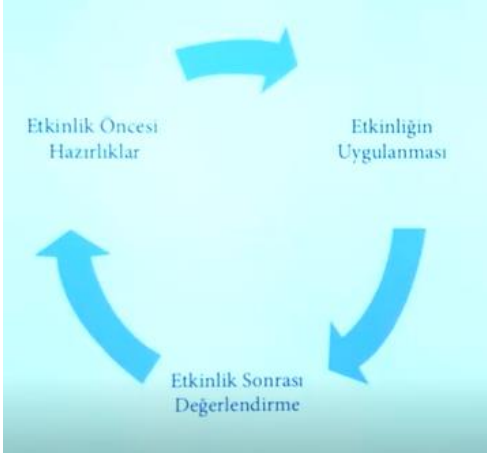 Etkinlik Öncesi
Hazırlıklar
Etkinliğin
Uygulanması
Etkinlik Sonrası
Değerlendirme